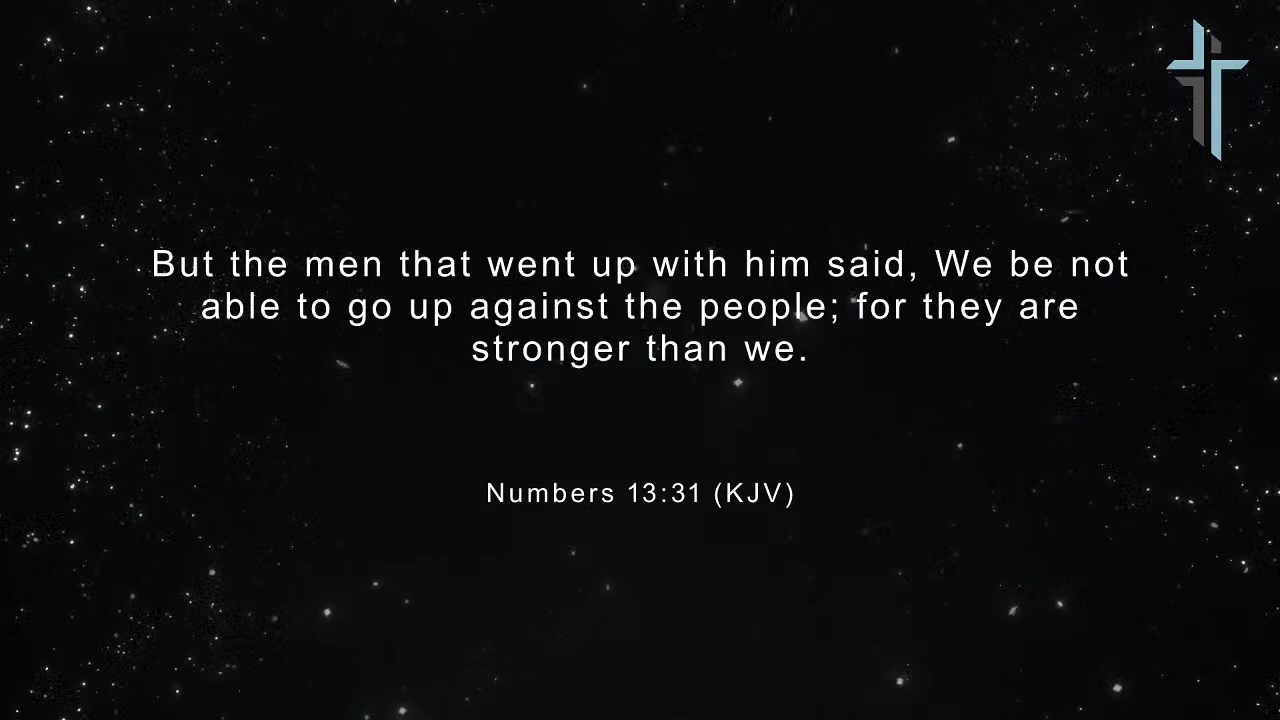 But the men that went up with him said, We be not
able to go up against the people; for they are
stronger than we.
Numbers 13:31 (KJV)